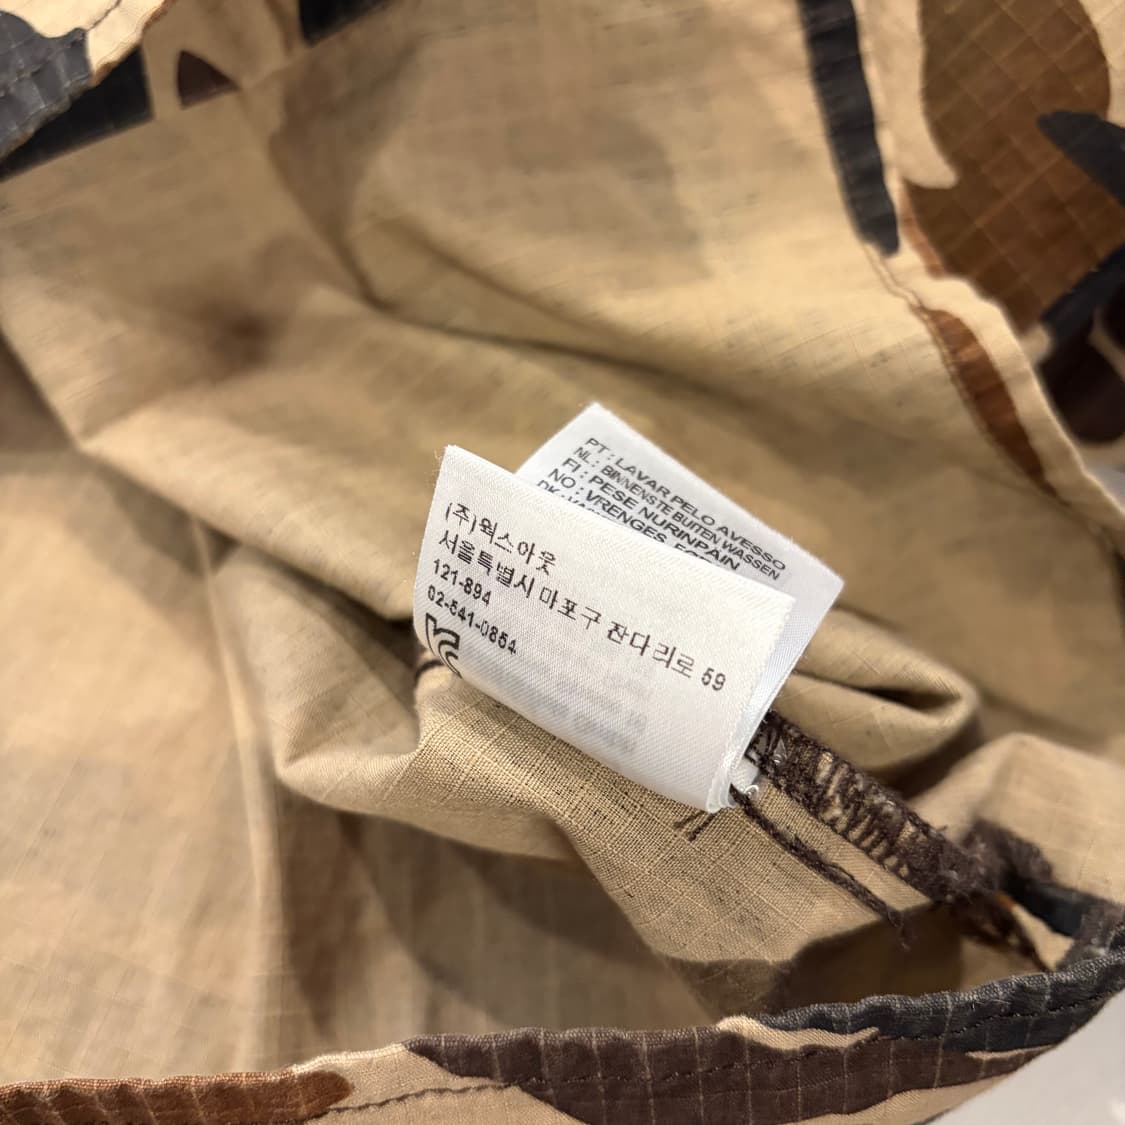 PT : LAVAR PELO AVESSO
NL : BINNENSTE BUITEN WASSEN
FI : PESE NURINPAIN
NO : VRENGES
DK :
(주)웍스아웃
서울특별시 마포구 잔다리로 59
121-894
02-541-0854